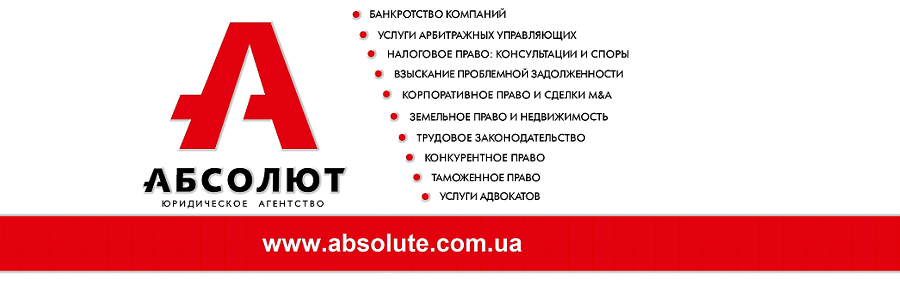 БАНКРОТСТВО КОМПАНИЙ
УСЛУГИ АРБИТРАЖНЫХ УПРАВЛЯЮЩИХ
НАЛОГОВОЕ ПРАВО: КОНСУЛЬТАЦИИ И СПОРЫ
ВЗЫСКАНИЕ ПРОБЛЕМНОЙ ЗАДОЛЖЕННОСТИ
КОРПОРАТИВНОЕ ПРАВО И СДЕЛКИ M&A
ЗЕМЕЛЬНОЕ ПРАВО И НЕДВИЖИМОСТЬ
ТРУДОВОЕ ЗАКОНОДАТЕЛЬСТВО
КОНКУРЕНТНОЕ ПРАВО
ТАМОЖЕННОЕ ПРАВО
УСЛУГИ АДВОКАТОВ
А
АБСОЛЮТ
ЮРИДИЧЕСКОЕ АГЕНТСТВО
www.absolute.com.ua